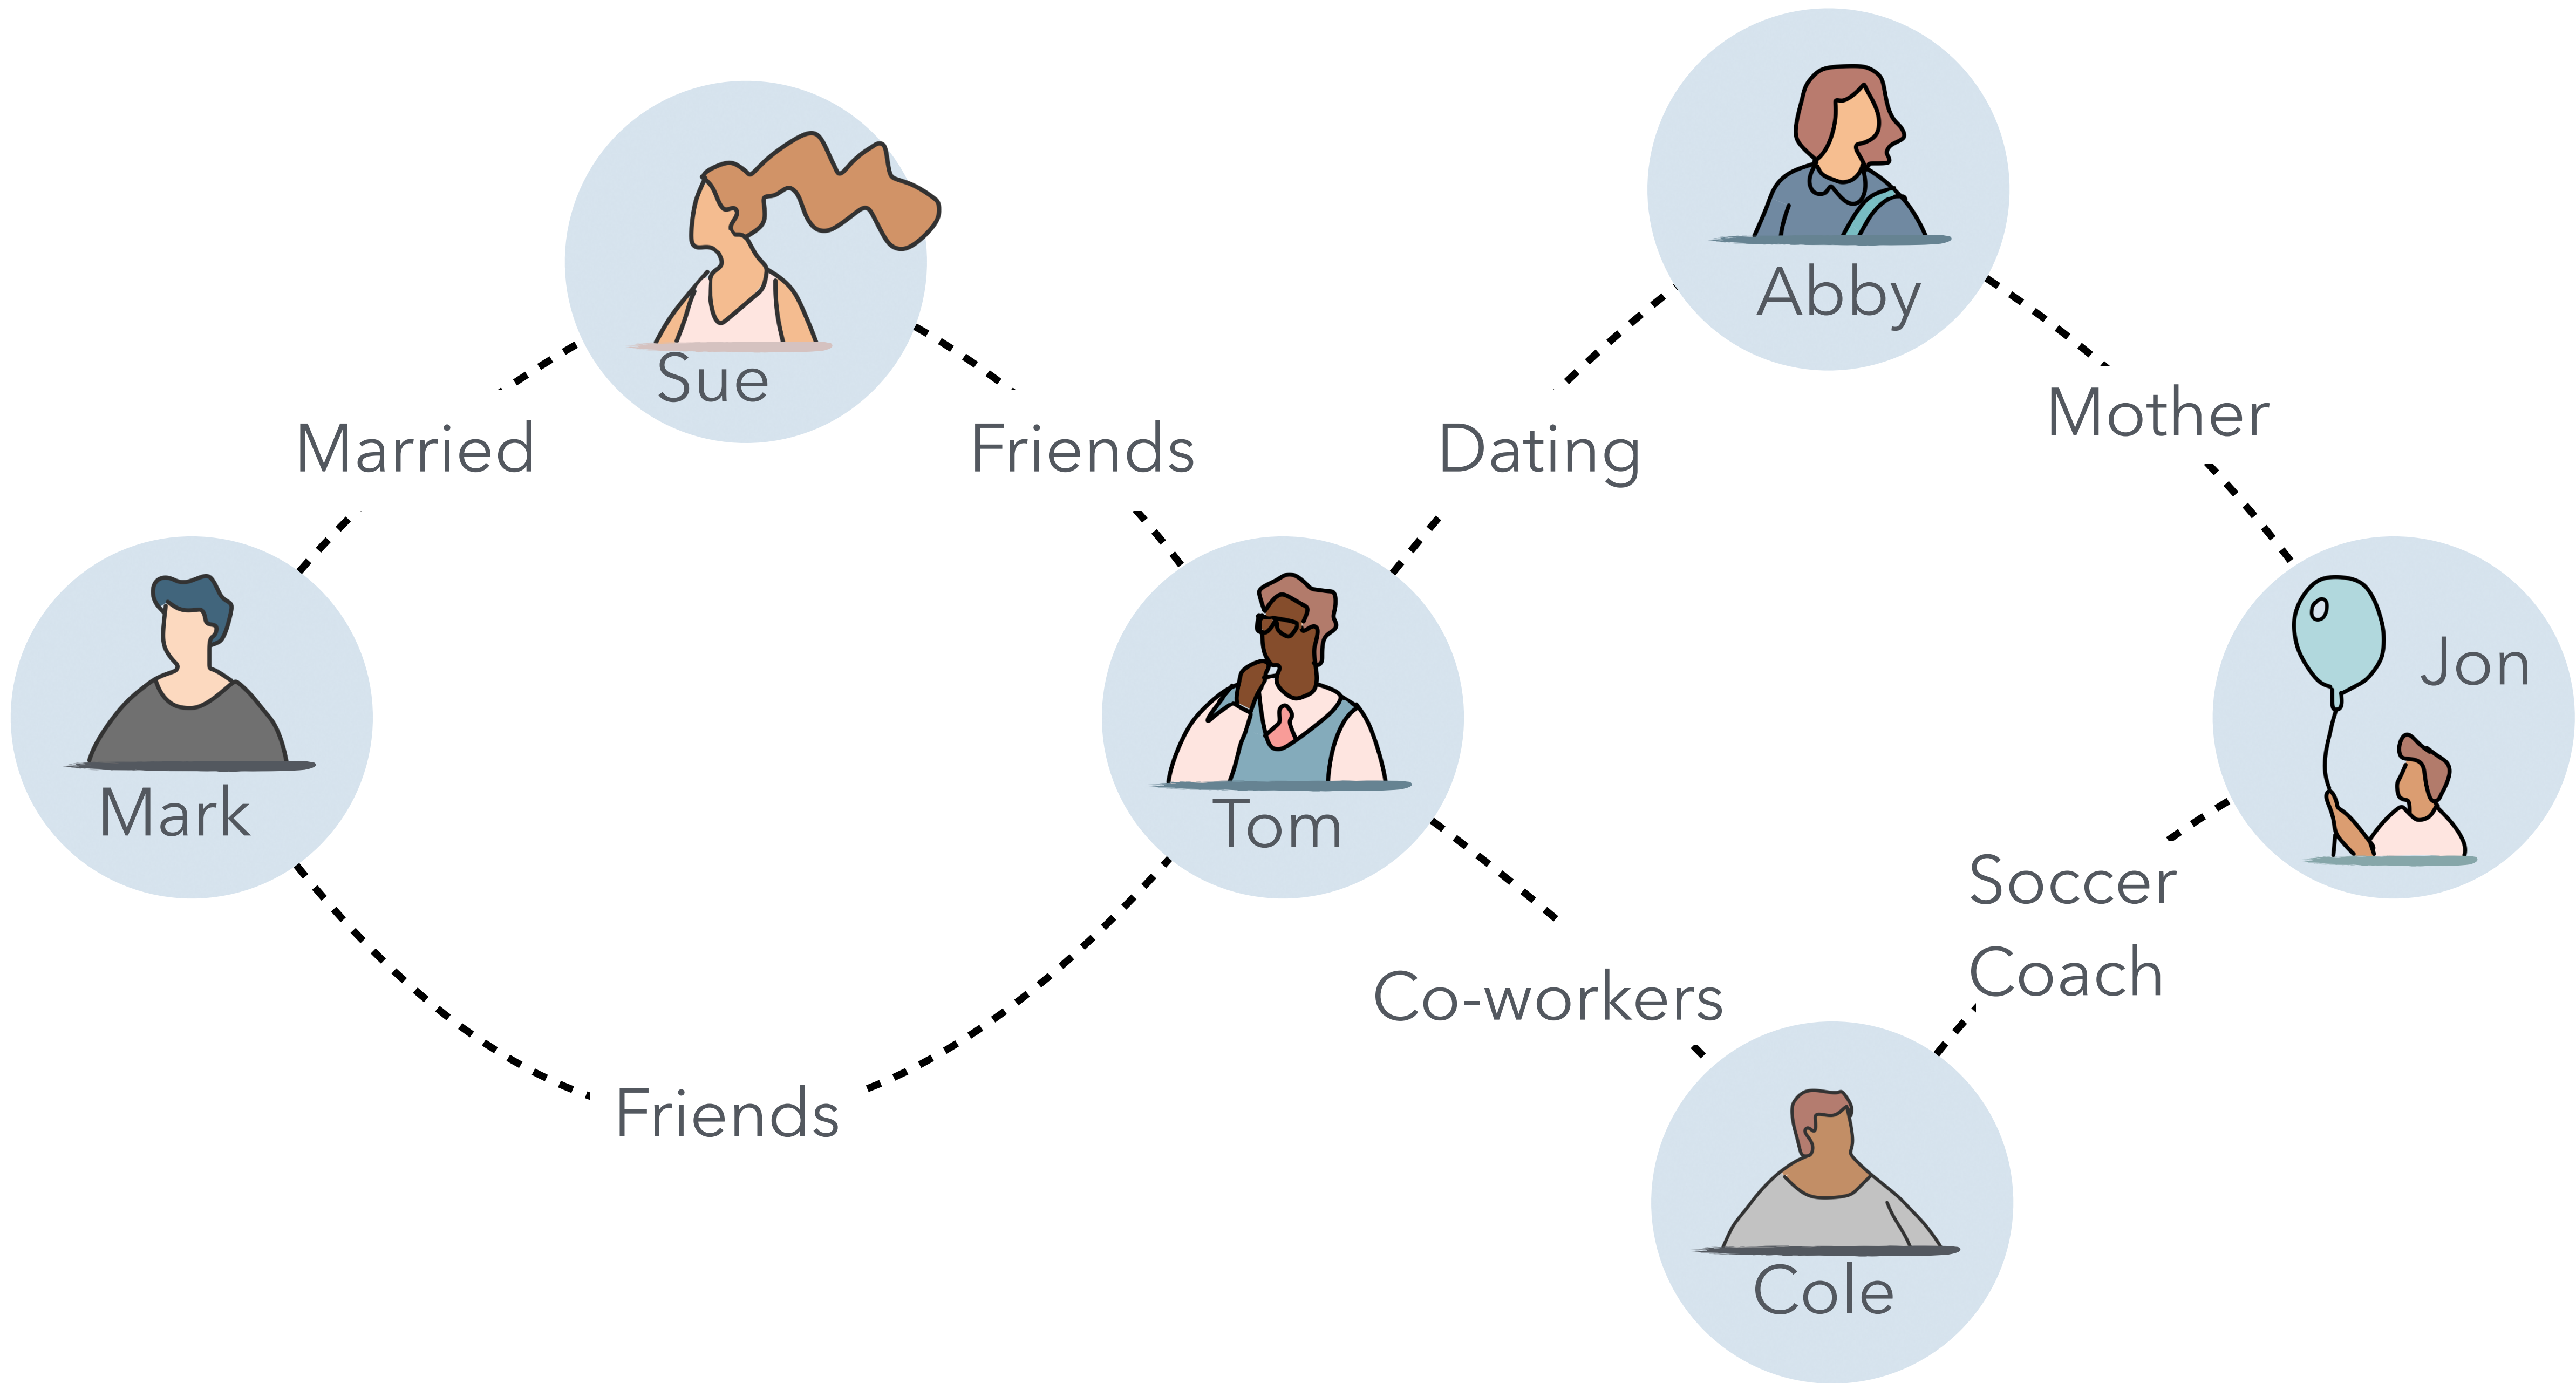 Abby
Sue
Mother
Married
Friends
Dating
Jon
Mark
Tom
Soccer
Coach
Co-workers
Friends
Cole